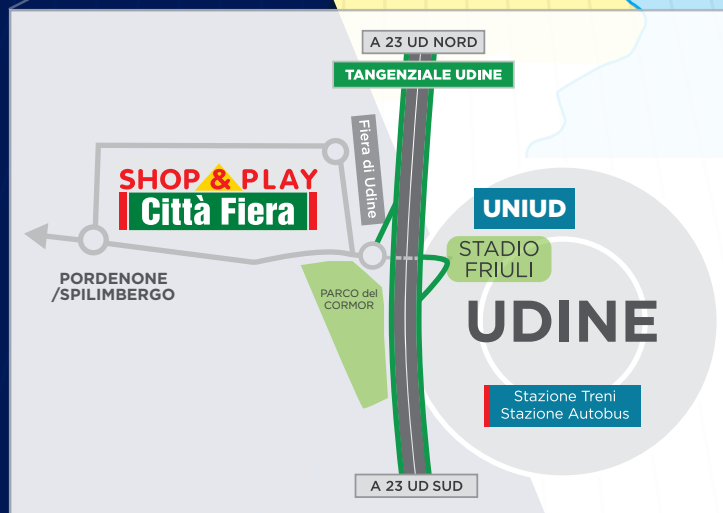 A 23 UD NORD
TANGENZIALE UDINE
Fiera di Udine
SHOP & PLAY
Città Fiera
UNIUD
STADIO
FRIULI
PORDENONE
/SPILIMBERGO
PARCO del
CORMOR
UDINE
Stazione Treni
Stazione Autobus
A 23 UD SUD